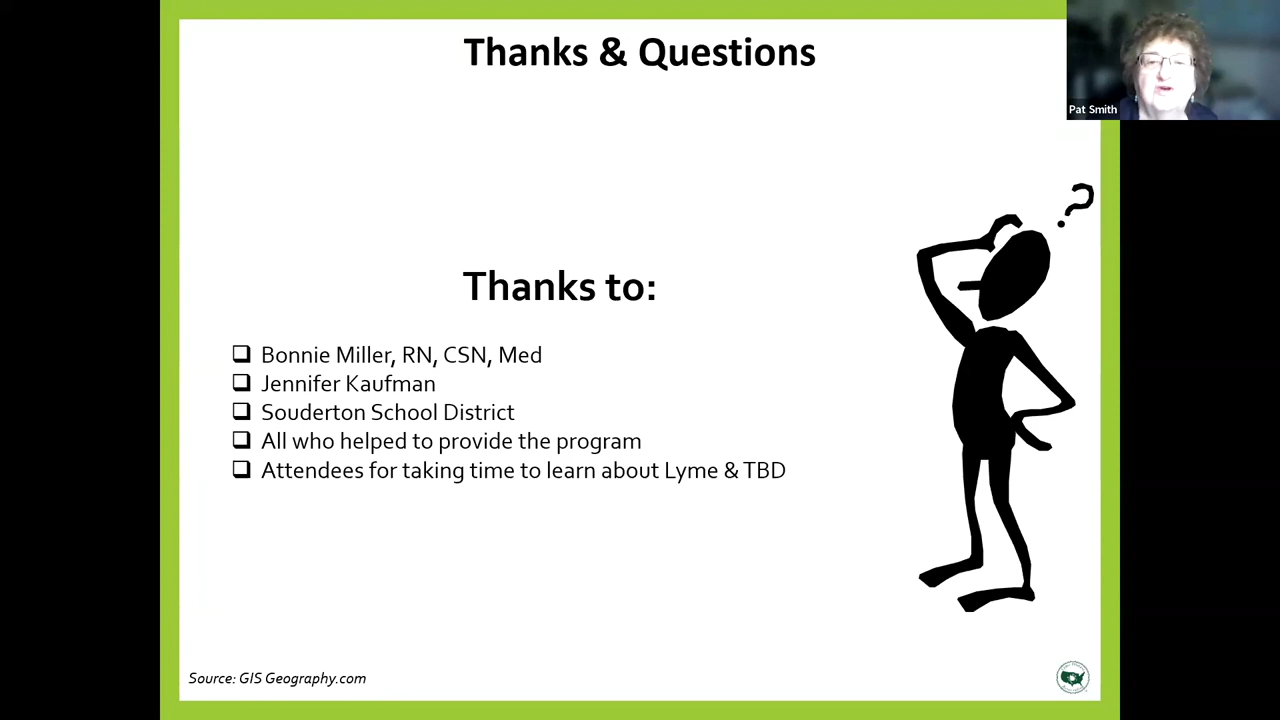 Thanks & Questions
Pat Smith
?
Thanks to:
Bonnie Miller, RN, CSN, Med
Jennifer Kaufman
Souderton School District
All who helped to provide the program
Attendees for taking time to learn about Lyme & TBD
Source: GIS Geography.com